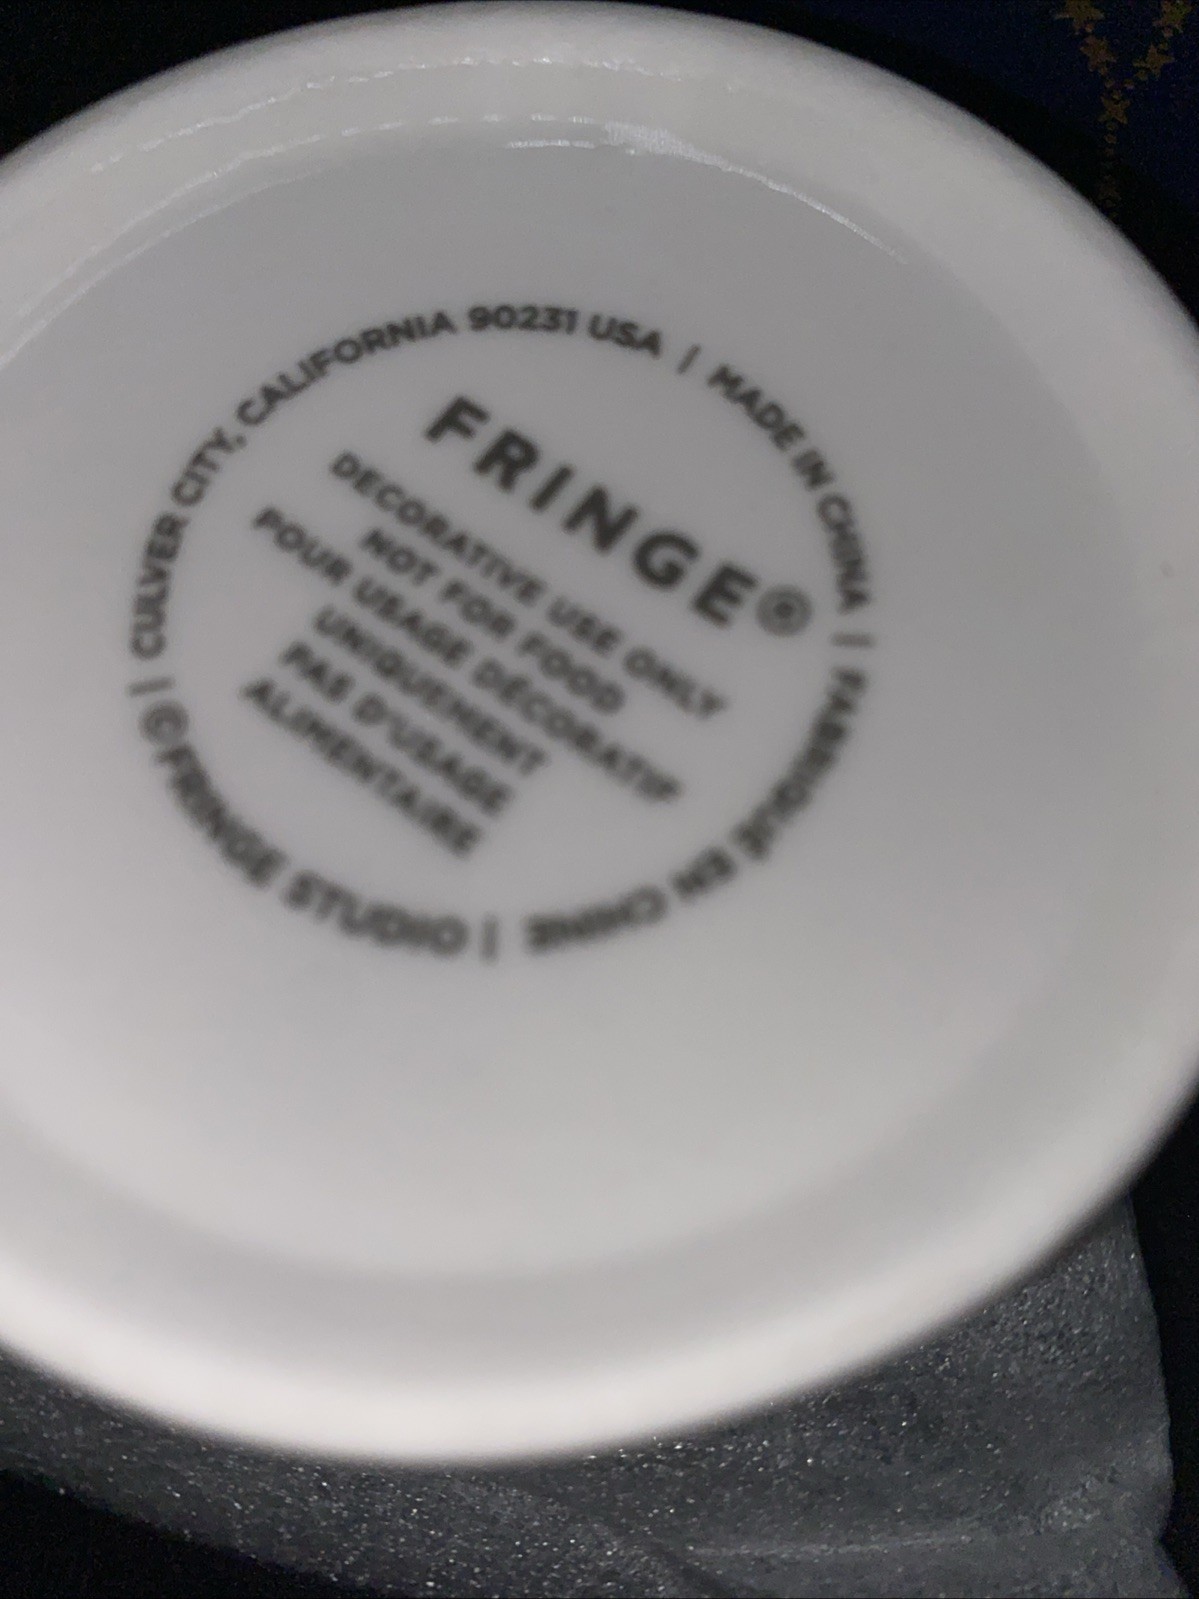 FRINGE®
DECORATIVE USE ONLY
NOT FOR FOOD
POUR USAGE DÉCORATIF
UNIQUEMENT
PAS D'USAGE
ALIMENTAIRE
©FRINGE STUDIO | CULVER CITY, CALIFORNIA 90231 USA | MADE IN CHINA | FABRIQUÉ EN CHINE |